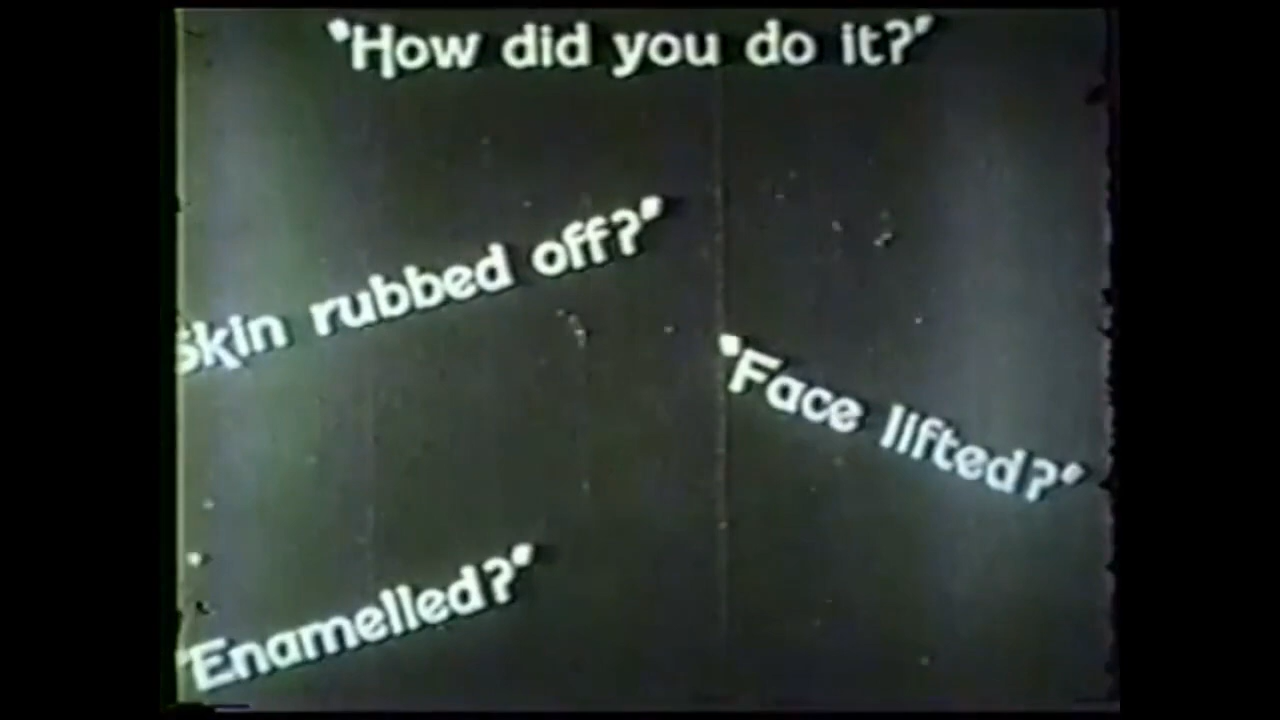 "How did you do it?"
Skin rubbed off?"
"Face lifted?"
"Enamelled?"